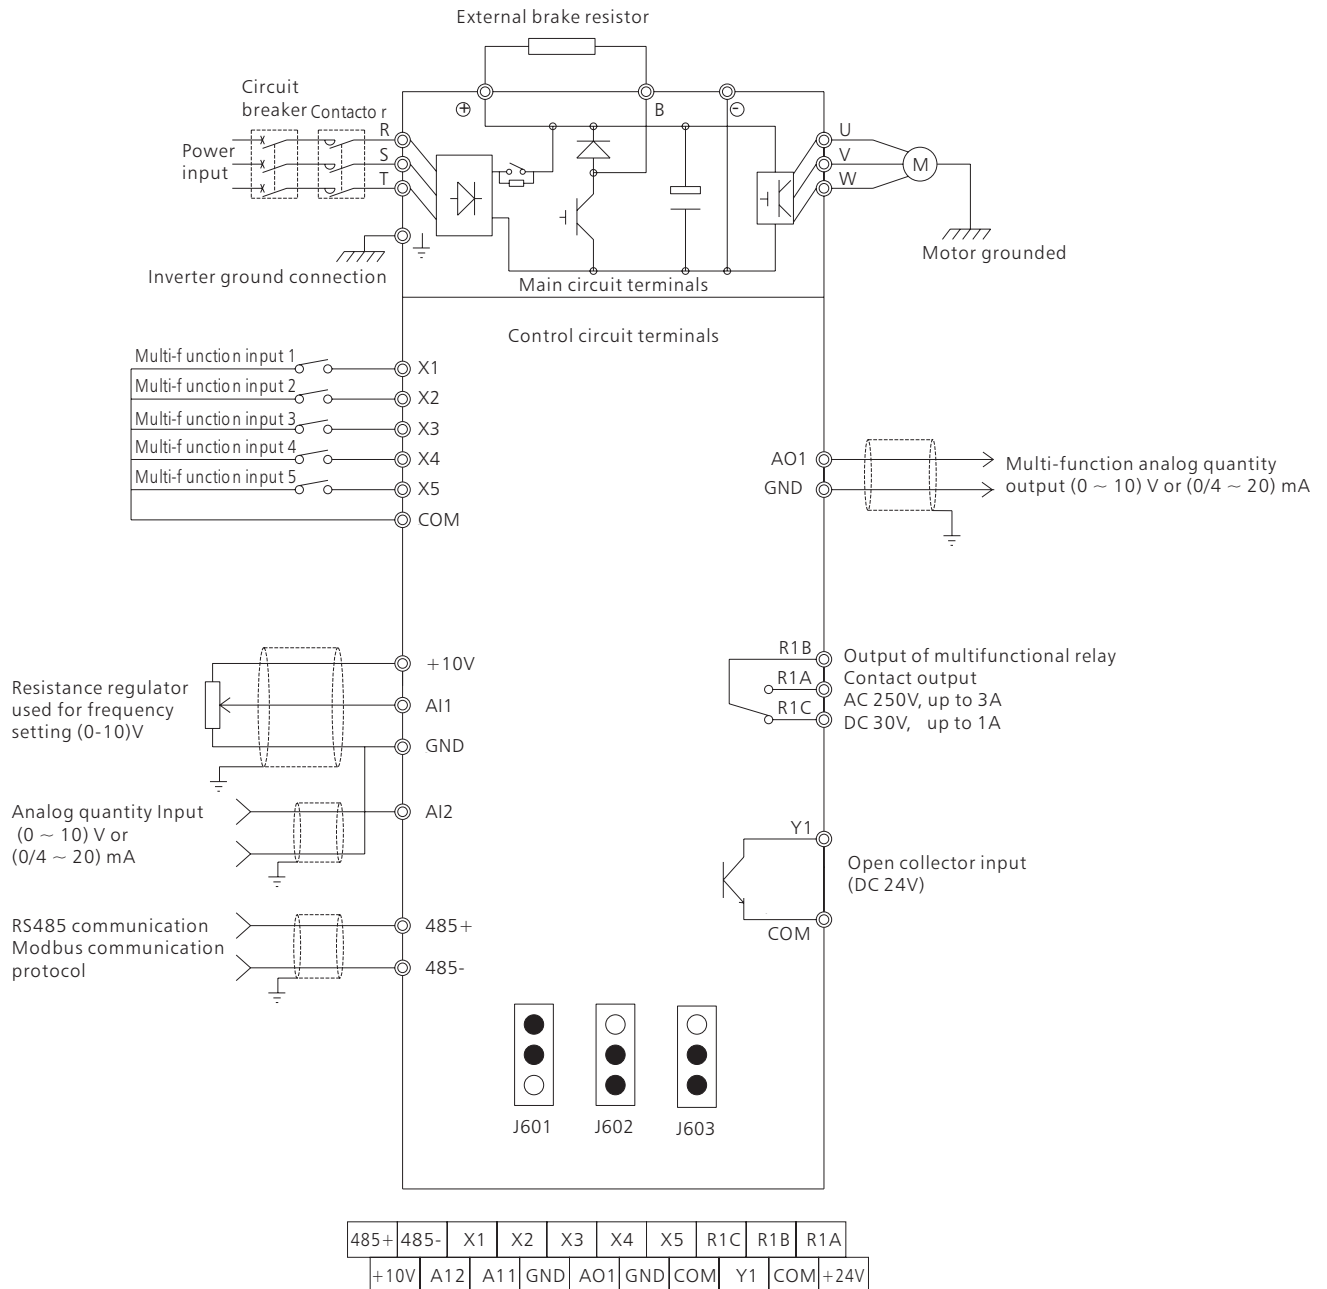 External brake resistor
Circuit
breaker Contacto r
B
R
S
T
Power
input
U
V
W
M
Motor grounded
Inverter ground connection
Main circuit terminals
Control circuit terminals
Multi-f unction input 1
X1
Multi-f unction input 2
X2
Multi-f unction input 3
X3
Multi-f unction input 4
X4
Multi-f unction input 5
X5
COM
AO1
GND
Multi-function analog quantity
output (0 ~ 10) V or (0/4 ~ 20) mA
+10V
AI1
GND
Resistance regulator
used for frequency
setting (0-10)V
R1B
R1A
R1C
Output of multifunctional relay
Contact output
AC 250V, up to 3A
DC 30V, up to 1A
Analog quantity Input
(0 ~ 10) V or
(0/4 ~ 20) mA
AI2
Y1
Open collector input
(DC 24V)
COM
RS485 communication
Modbus communication
protocol
485+
485-
J601 J602 J603
485+ 485- X1 X2 X3 X4 X5 R1C R1B R1A
+10V A12 A11 GND AO1 GND COM Y1 COM +24V